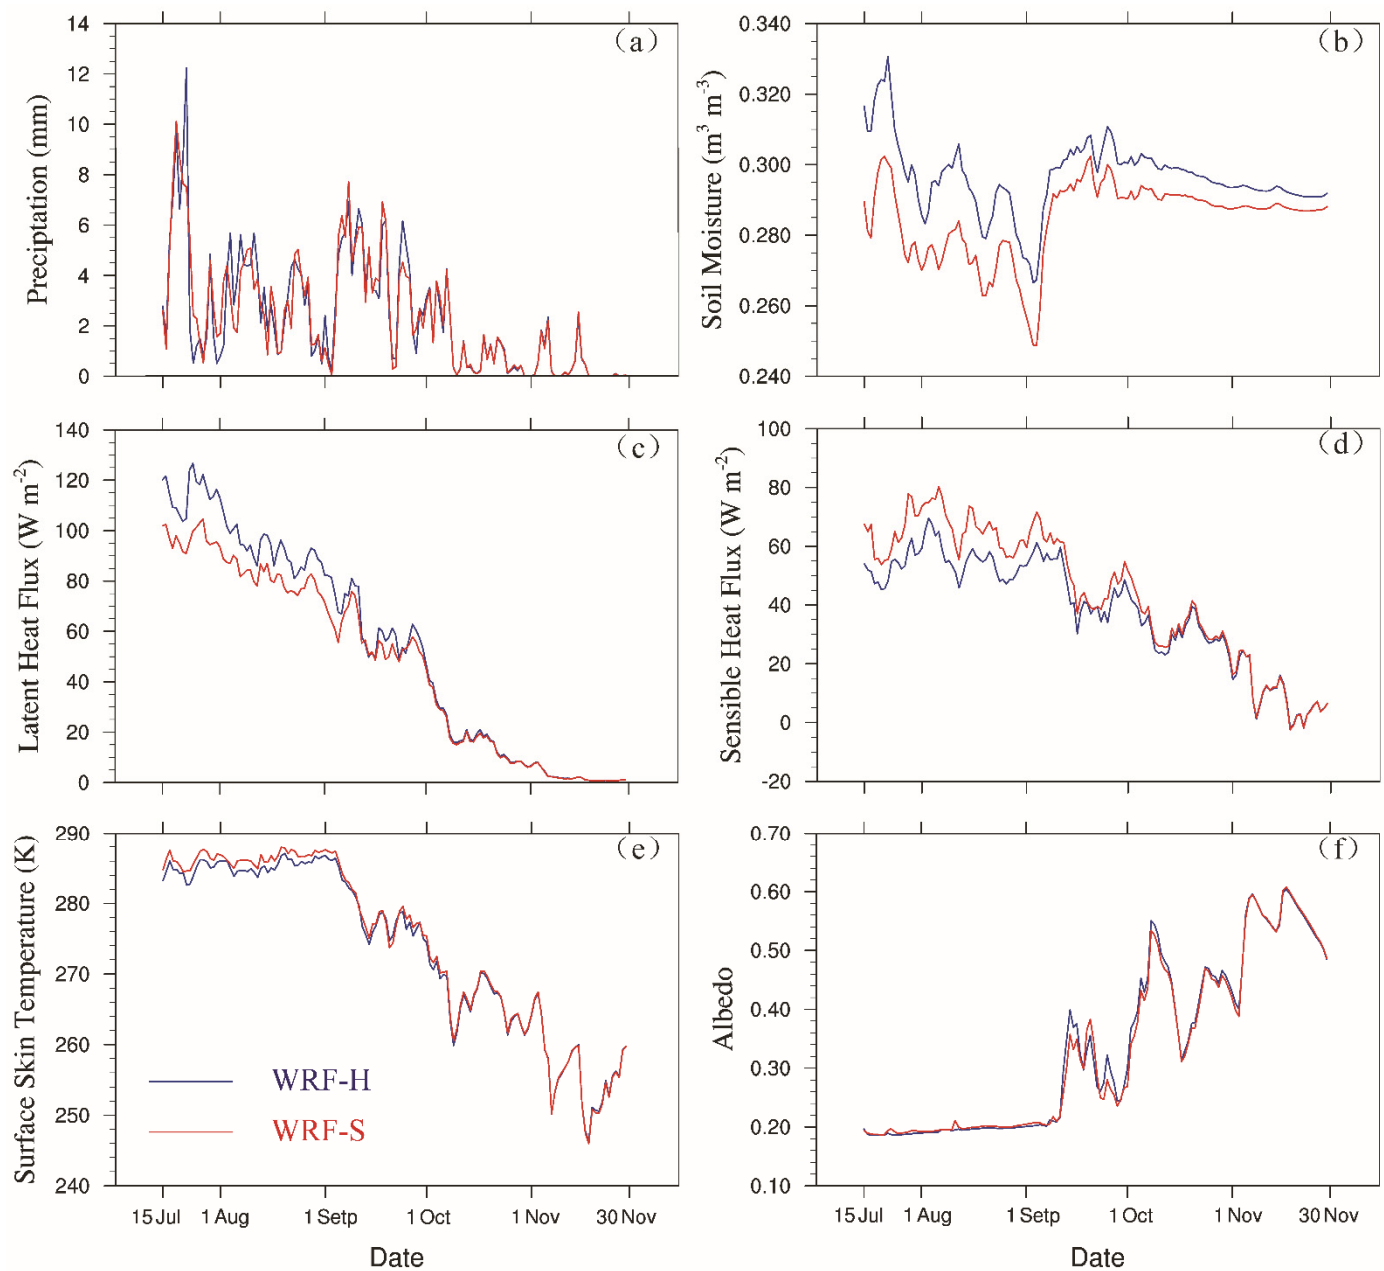 (a)
14
12
10
8
6
4
2
0
Preciptation (mm)
(b)
0.340
0.320
0.300
0.280
0.260
0.240
Soil Moisture (m³ m⁻³)
(c)
140
120
100
80
60
40
20
0
Latent Heat Flux (W m⁻²)
(d)
100
80
60
40
20
0
-20
Sensible Heat Flux (W m⁻²)
(e)
290
280
270
260
250
240
Surface Skin Temperature (K)
WRF-H
WRF-S
15 Jul 1 Aug 1 Setp 1 Oct 1 Nov 30 Nov
Date
(f)
0.70
0.60
0.50
0.40
0.30
0.20
0.10
Albedo
15 Jul 1 Aug 1 Setp 1 Oct 1 Nov 30 Nov
Date